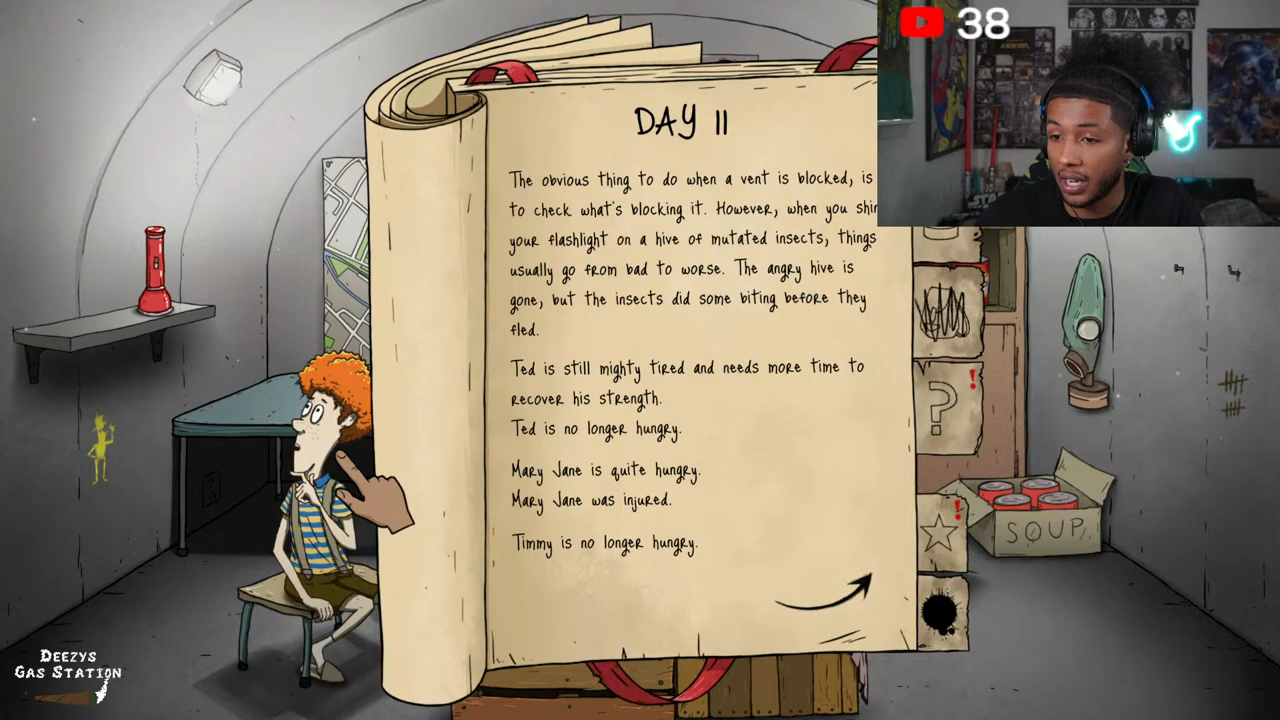 38
DAY 11
The obvious thing to do when a vent is blocked, is
to check what's blocking it. However, when you shin
your flashlight on a hive of mutated insects, things
usually go from bad to worse. The angry hive is
gone, but the insects did some biting before they
fled.
Ted is still mighty tired and needs more time to
recover his strength.
Ted is no longer hungry.
Mary Jane is quite hungry.
Mary Jane was injured.
Timmy is no longer hungry.
?
!
!
SOUP
DEEZYS
GAS STATION